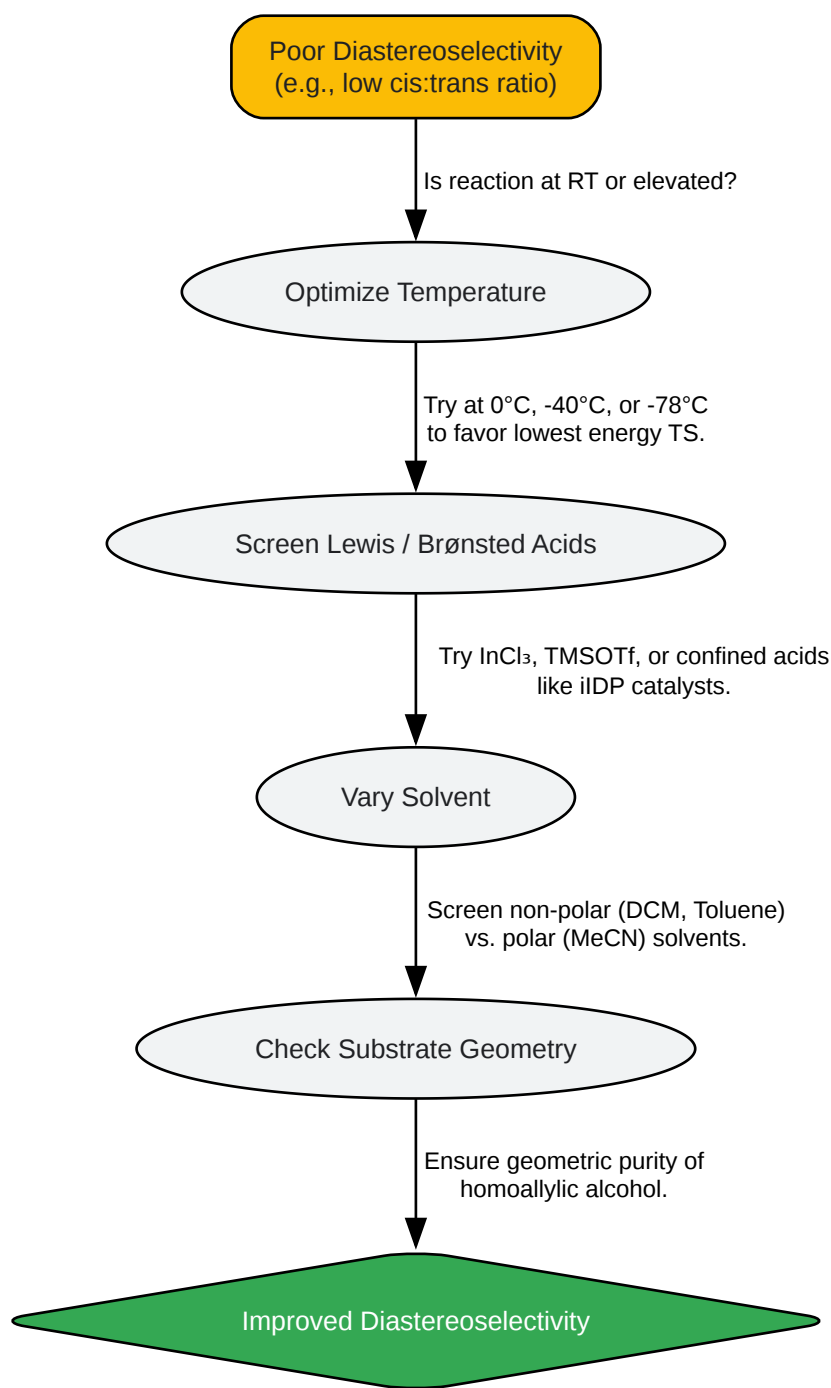 Poor Diastereoselectivity
(e.g., low cis:trans ratio)
Is reaction at RT or elevated?
Optimize Temperature
Try at 0°C, -40°C, or -78°C
to favor lowest energy TS.
Screen Lewis / Brønsted Acids
Try InCl₃, TMSOTf, or confined acids
like iIDP catalysts.
Vary Solvent
Screen non-polar (DCM, Toluene)
vs. polar (MeCN) solvents.
Check Substrate Geometry
Ensure geometric purity of
homoallylic alcohol.
Improved Diastereoselectivity